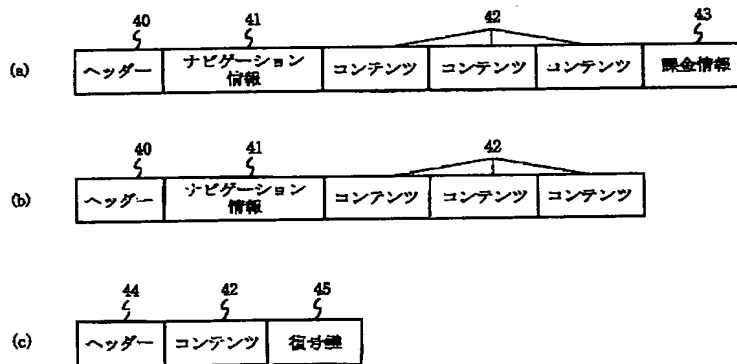 40 41 42 43
(a) ヘッダー ナビゲーション情報 コンテンツ コンテンツ コンテンツ 課金情報
40 41 42
(b) ヘッダー ナビゲーション情報 コンテンツ コンテンツ コンテンツ
44 42 45
(c) ヘッダー コンテンツ 復号鍵